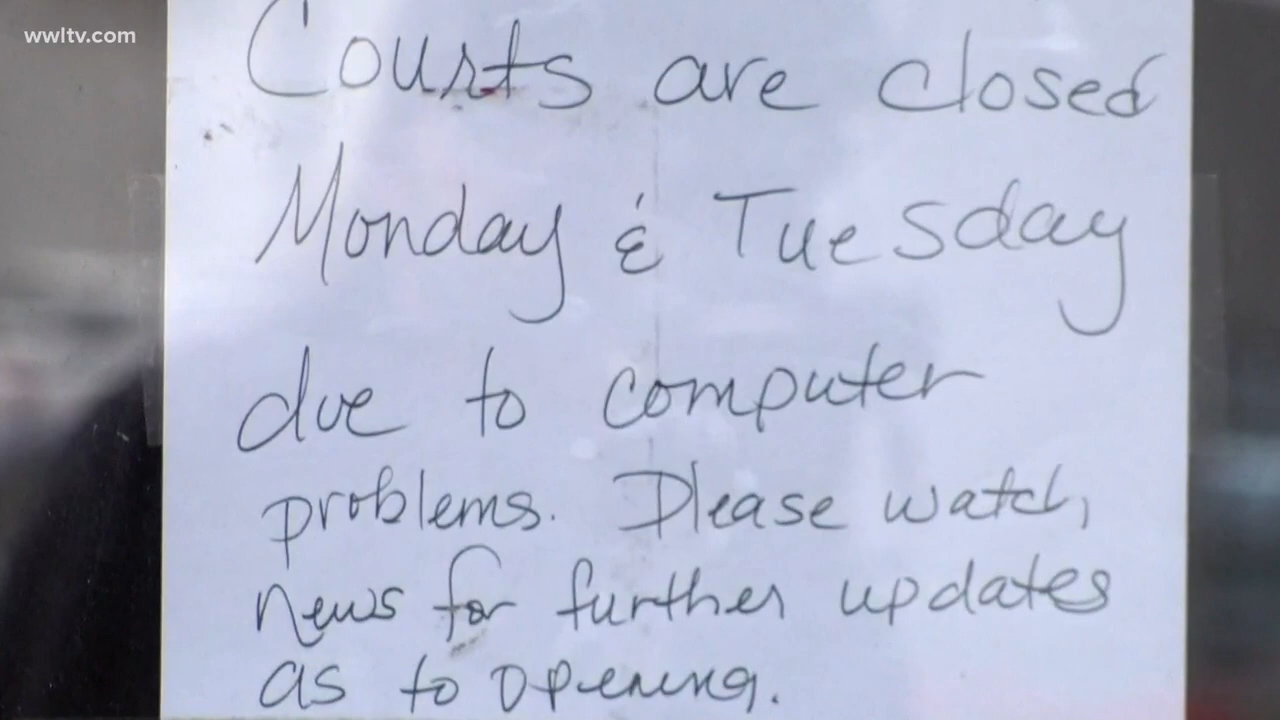 wwltv.com
Courts are closed
Monday & Tuesday
due to computer
problems. Please watch
news for further updates
as to opening.